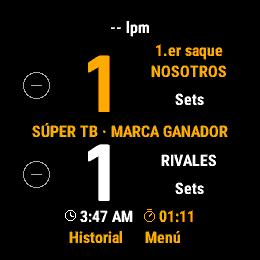 -- lpm
1.er saque
1 NOSOTROS
Sets
SÚPER TB · MARCA GANADOR
1 RIVALES
Sets
3:47 AM 01:11
Historial Menú